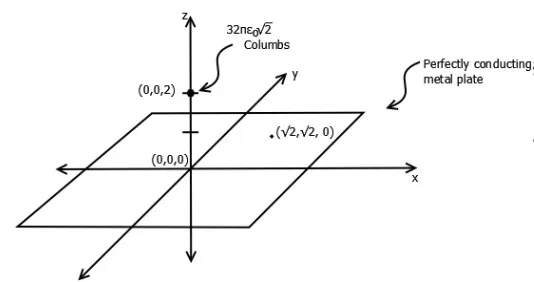 z
32πε₀√2
Columbs
y
Perfectly conducting
metal plate
(0,0,2)
(√2,√2, 0)
(0,0,0)
x